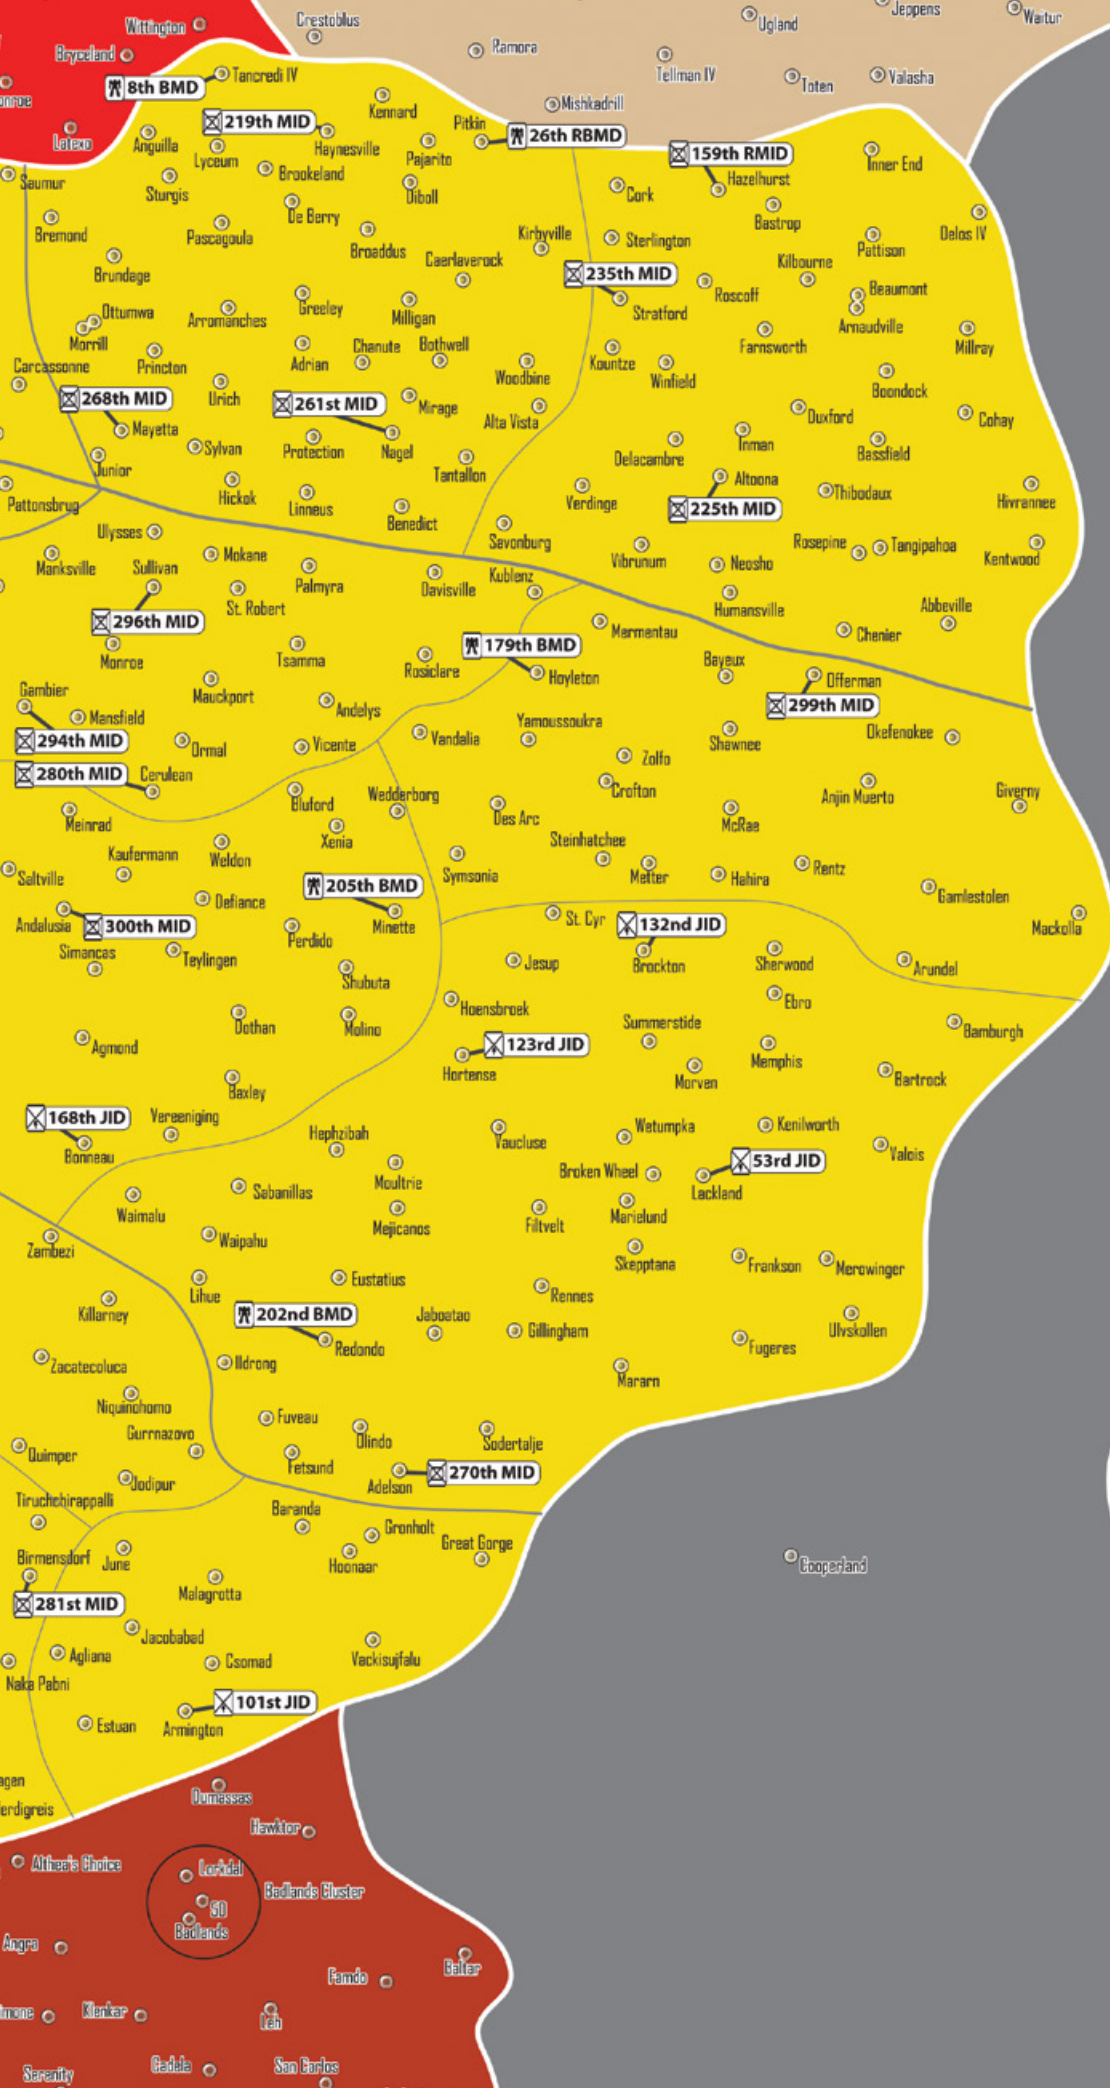 Wittington
Crestoblus
Ugland
Jeppens
Waitur
Bryceland
Ramora
Tancredi IV
Tellman IV
Toten
Valasha
8th BMD
Kennard
Mishkadrill
Latexo
219th MID
Pitkin
26th RBMD
Anguilla
Lyceum
Haynesville
Pajarito
159th RMID
Inner End
Saumur
Sturgis
Brookeland
Diboll
Cork
Hazelhurst
De Berry
Bastrop
Delos IV
Bremond
Pascagoula
Broaddus
Kirbyville
Sterlington
Pattison
Brundage
Caerlaverock
235th MID
Kilbourne
Roscoff
Beaumont
Ottumwa
Arromanches
Greeley
Milligan
Stratford
Arnaudville
Morrill
Adrian
Chanute
Bothwell
Farnsworth
Millray
Carcassonne
Princton
Woodbine
Kountze
Winfield
Boondock
268th MID
Urich
261st MID
Mirage
Alta Vista
Duxford
Cohay
Mayetta
Sylvan
Protection
Nagel
Inman
Delacambre
Bassfield
Junior
Tantallon
Altoona
Pattonsbrug
Hickok
Linneus
Verdinge
Thibodaux
Hivrannee
Benedict
225th MID
Ulysses
Savonburg
Rosepine
Tangipahoa
Kentwood
Manksville
Sullivan
Mokane
Vibrunum
Neosho
Palmyra
Davisville
Kublenz
St. Robert
Humansville
Abbeville
296th MID
Mermentau
Chenier
Monroe
Tsamma
179th BMD
Bayeux
Rosiclare
Hoyleton
Offerman
Gambier
Mauckport
299th MID
Mansfield
Andelys
Yamoussoukra
Okefenokee
294th MID
Ormal
Vicente
Vandalia
Shawnee
Zolfo
280th MID
Cerulean
Crofton
Anjin Muerto
Giverny
Bluford
Wedderborg
Meinrad
Des Arc
McRae
Xenia
Steinhatchee
Kaufermann
Weldon
Saltville
Symsonia
Metter
Hahira
Rentz
205th BMD
Defiance
Gamlestolen
Andalusia
300th MID
Minette
St. Cyr
132nd JID
Mackolla
Perdido
Simancas
Teylingen
Jesup
Brockton
Sherwood
Arundel
Shubuta
Hoensbroek
Ebro
Dothan
Molino
Summerstide
Bamburgh
Agmond
123rd JID
Memphis
Hortense
Morven
Bartrock
Baxley
168th JID
Vereeniging
Hephzibah
Vaucluse
Wetumpka
Kenilworth
Bonneau
Valois
Moultrie
Broken Wheel
53rd JID
Sabanillas
Lackland
Waimalu
Mejicanos
Filtvelt
Marielund
Zambezi
Waipahu
Skepptana
Frankson
Merowinger
Lihue
Eustatius
Rennes
Killarney
202nd BMD
Jaboatao
Gillingham
Ulvskollen
Redondo
Fugeres
Zacatecoluca
Ildrong
Mararn
Niquinohomo
Fuveau
Gurrnazovo
Olindo
Sodertalje
Quimper
Fetsund
270th MID
Jodipur
Adelson
Tiruchchirappalli
Baranda
Gronholt
Great Gorge
Birmensdorf
June
Hoonaar
Cooperland
Malagrotta
281st MID
Jacobabad
Agliana
Csomad
Vackisujfalu
Naka Pabni
101st JID
Estuan
Armington
Dumassas
Hawktor
Althea's Choice
Lorkdal
Badlands Cluster
SD
Badlands
Angra
Famdo
Baltar
Klenkar
Leh
Serenity
Cadela
San Carlos